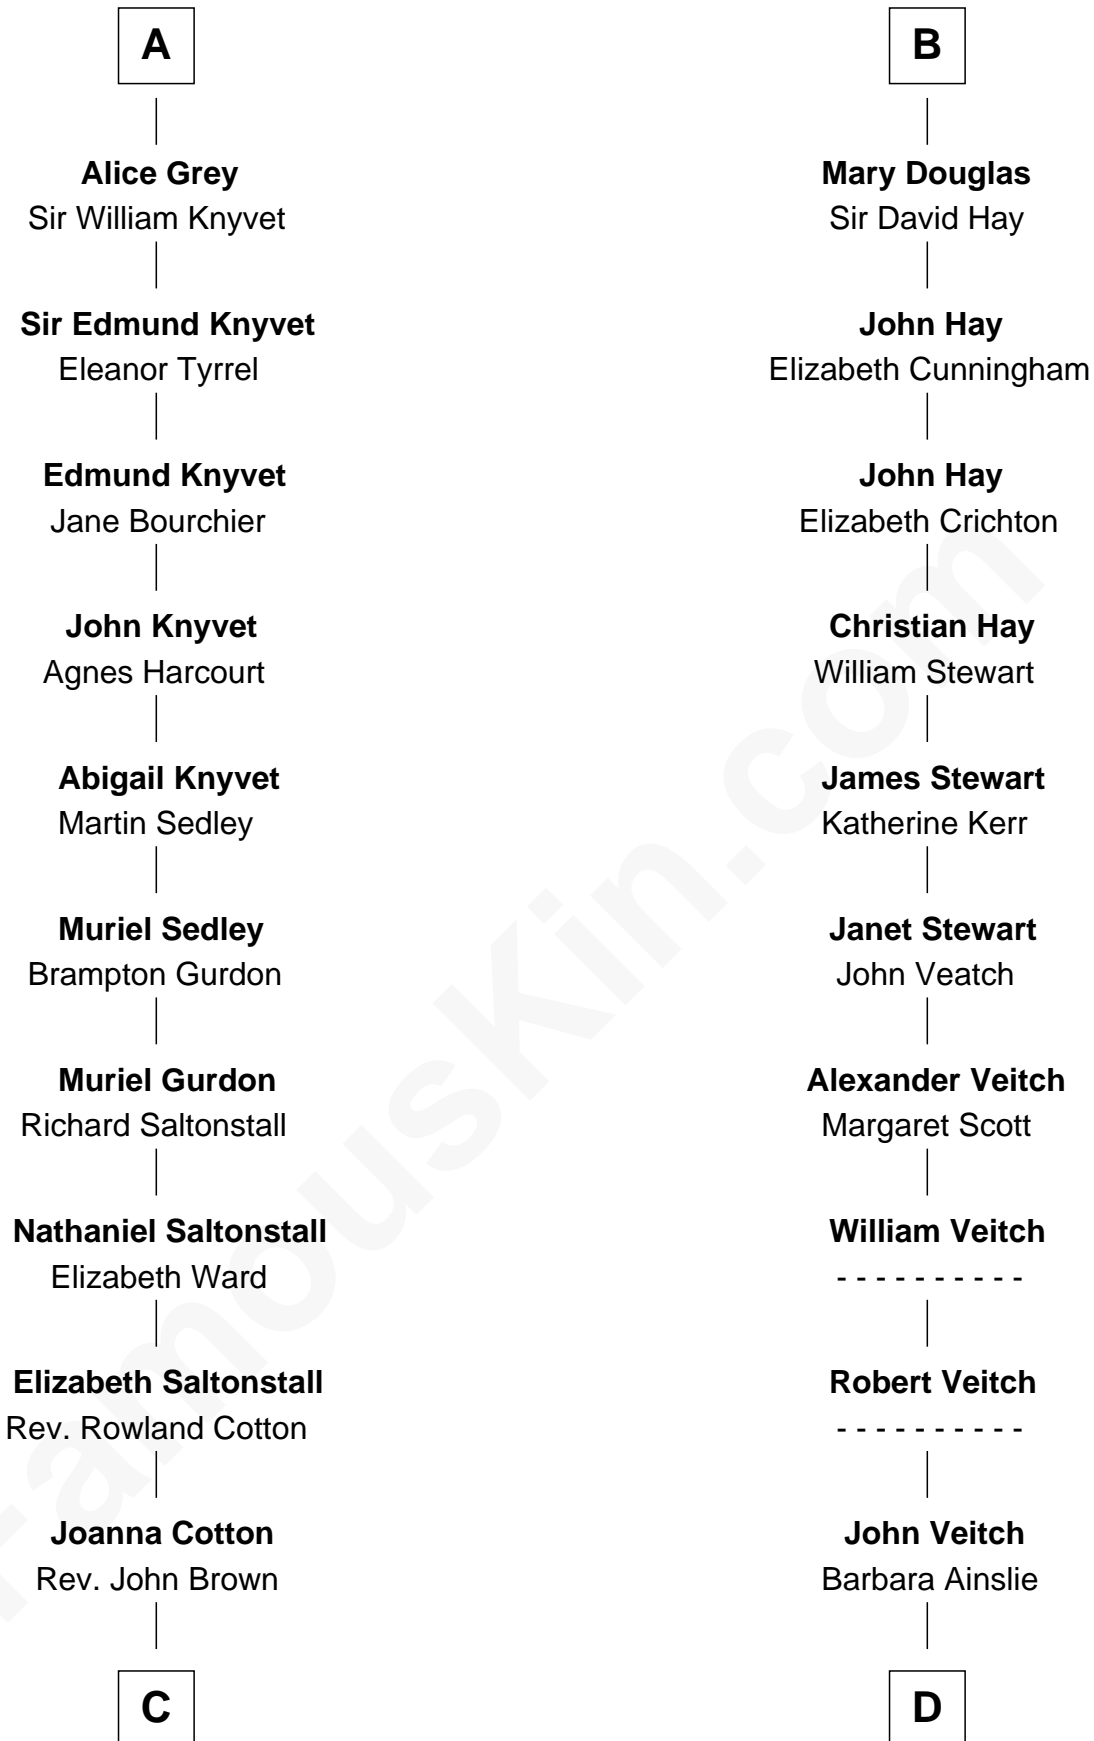 A
Alice Grey
Sir William Knyvet
Sir Edmund Knyvet
Eleanor Tyrrel
Edmund Knyvet
Jane Bourchier
John Knyvet
Agnes Harcourt
Abigail Knyvet
Martin Sedley
Muriel Sedley
Brampton Gurdon
Muriel Gurdon
Richard Saltonstall
Nathaniel Saltonstall
Elizabeth Ward
Elizabeth Saltonstall
Rev. Rowland Cotton
Joanna Cotton
Rev. John Brown
C
B
Mary Douglas
Sir David Hay
John Hay
Elizabeth Cunningham
John Hay
Elizabeth Crichton
Christian Hay
William Stewart
James Stewart
Katherine Kerr
Janet Stewart
John Veatch
Alexander Veitch
Margaret Scott
William Veitch
- - - - - - - - - -
Robert Veitch
- - - - - - - - - -
John Veitch
Barbara Ainslie
D
FamousKin.com